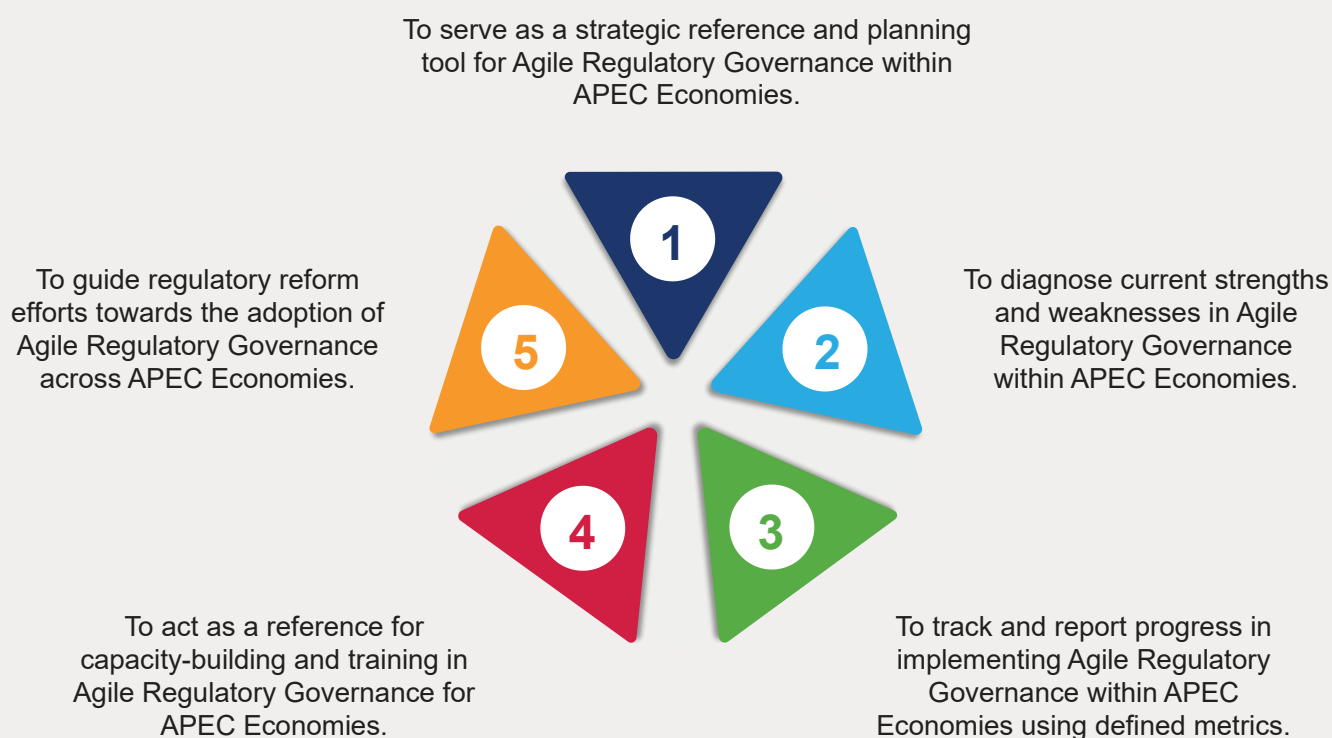 To serve as a strategic reference and planning
tool for Agile Regulatory Governance within
APEC Economies.
1
To diagnose current strengths
and weaknesses in Agile
Regulatory Governance
within APEC Economies.
2
To track and report progress in
implementing Agile Regulatory
Governance within APEC
Economies using defined metrics.
3
To act as a reference for
capacity-building and training in
Agile Regulatory Governance for
APEC Economies.
4
To guide regulatory reform
efforts towards the adoption of
Agile Regulatory Governance
across APEC Economies.
5